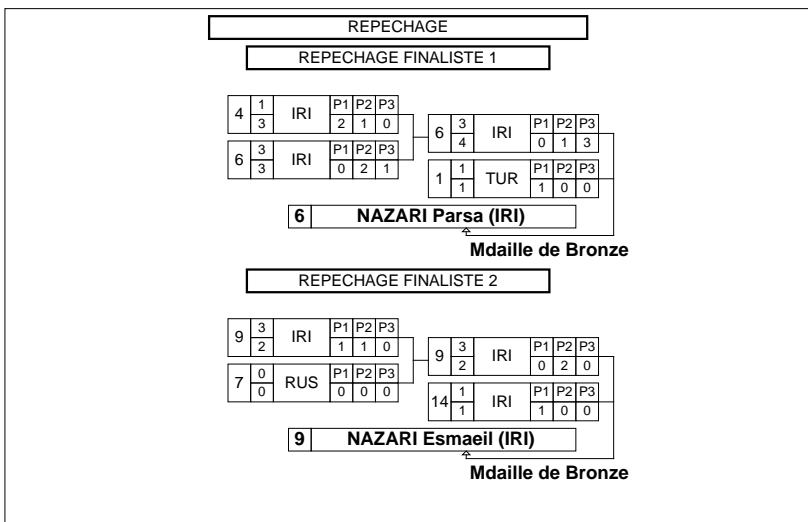 REPECHAGE
REPECHAGE FINALISTE 1
4 1 IRI P1 P2 P3
3 2 1 0
6 3 IRI P1 P2 P3
3 0 2 1
6 3 IRI P1 P2 P3
4 0 1 3
1 1 TUR P1 P2 P3
1 1 0 0
6 NAZARI Parsa (IRI)
Mdaille de Bronze
REPECHAGE FINALISTE 2
9 3 IRI P1 P2 P3
2 1 1 0
7 0 RUS P1 P2 P3
0 0 0 0
9 3 IRI P1 P2 P3
2 0 2 0
14 1 IRI P1 P2 P3
1 1 0 0
9 NAZARI Esmaeil (IRI)
Mdaille de Bronze